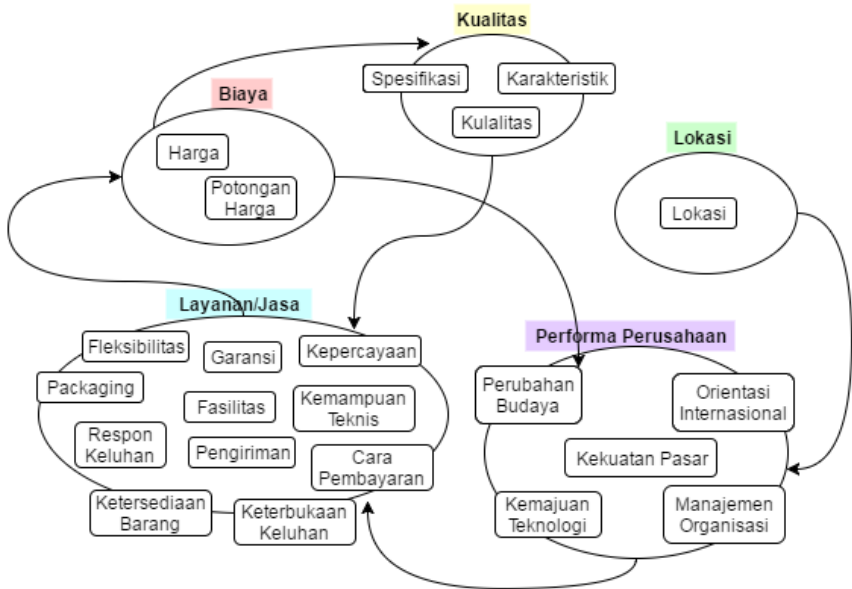 Kualitas
Spesifikasi
Karakteristik
Kulalitas
Biaya
Harga
Potongan
Harga
Lokasi
Lokasi
Layanan/Jasa
Fleksibilitas
Garansi
Kepercayaan
Packaging
Fasilitas
Kemampuan
Teknis
Respon
Keluhan
Pengiriman
Cara
Pembayaran
Ketersediaan
Barang
Keterbukaan
Keluhan
Performa Perusahaan
Perubahan
Budaya
Orientasi
Internasional
Kekuatan Pasar
Kemajuan
Teknologi
Manajemen
Organisasi